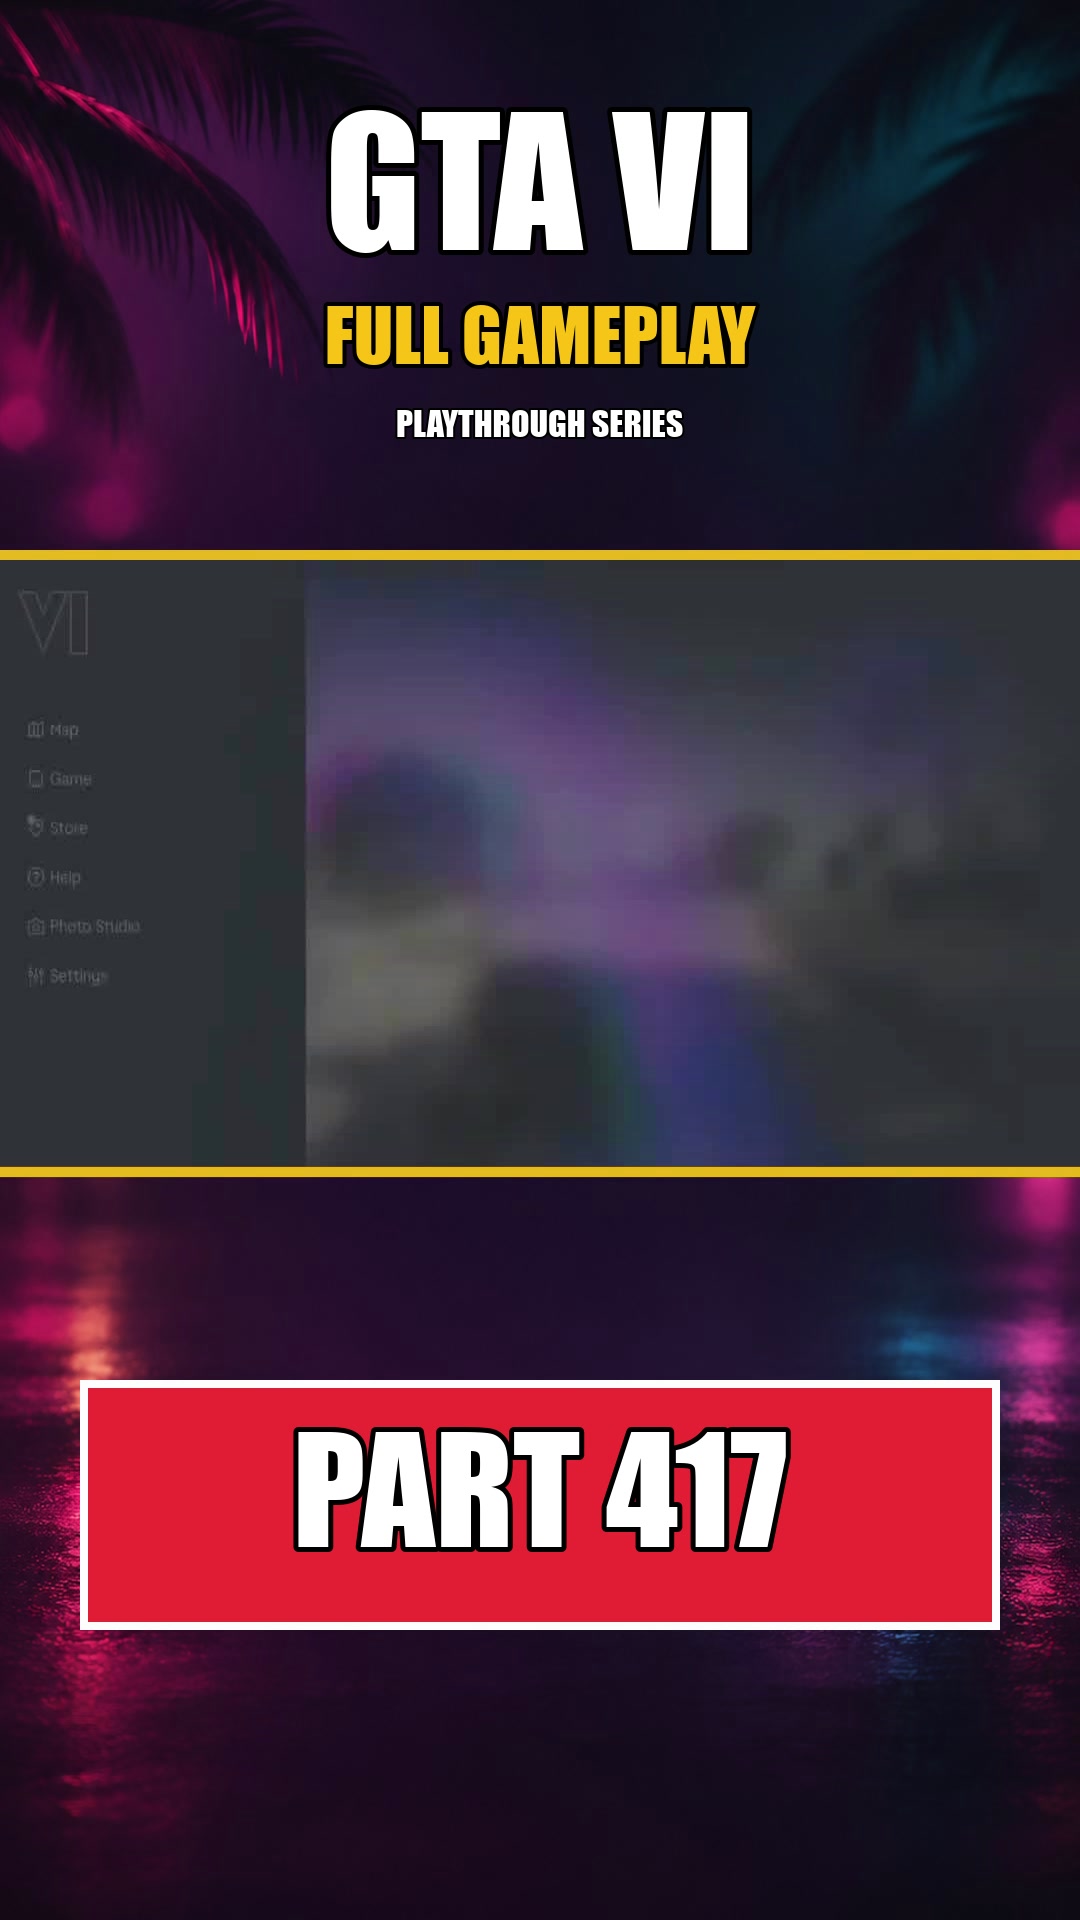 GTA VI
FULL GAMEPLAY
PLAYTHROUGH SERIES
VI
Map
Game
Store
Help
Photo Studio
Settings
PART 417